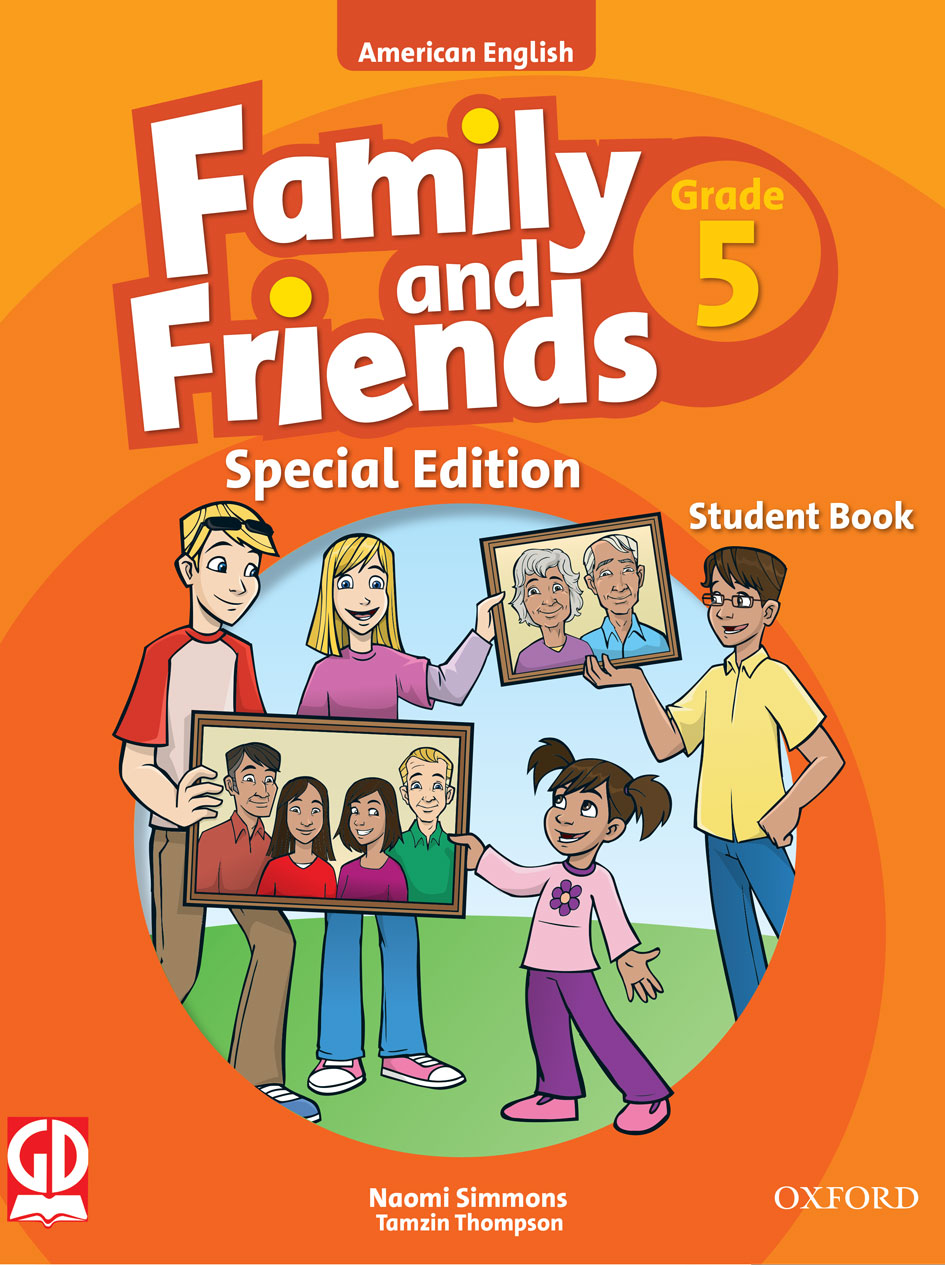 American English
Family
and
Friends
Grade
5
Special Edition
Student Book
GD
Naomi Simmons
Tamzin Thompson
OXFORD